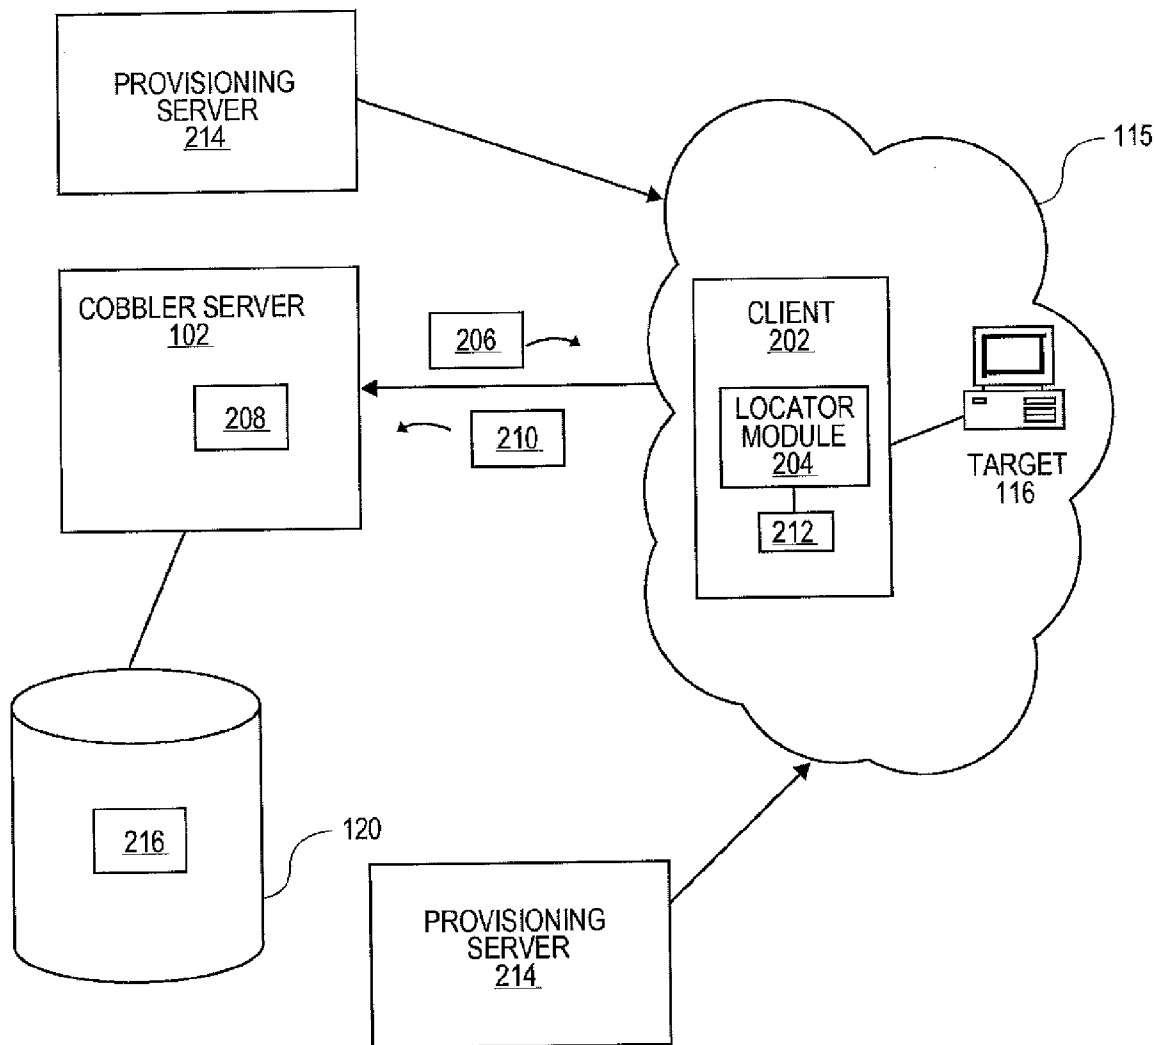 PROVISIONING
SERVER
214
115
COBBLER SERVER
102
208
206
210
CLIENT
202
LOCATOR
MODULE
204
212
TARGET
116
216
120
PROVISIONING
SERVER
214